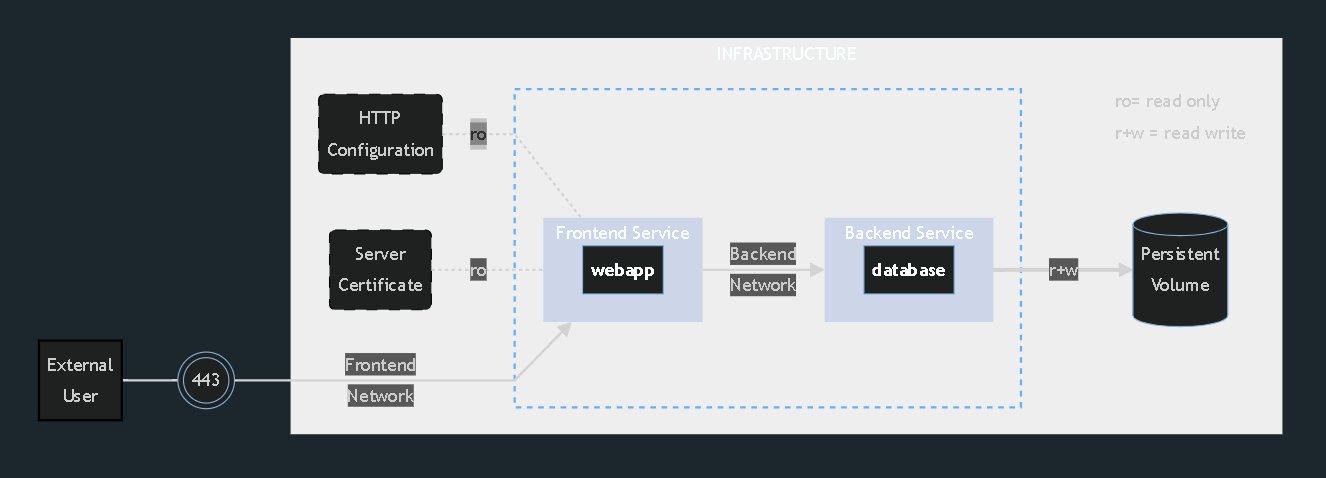 INFRASTRUCTURE
HTTP
Configuration
ro
ro= read only
r+w = read write
Server
Certificate
ro
Frontend Service
webapp
Backend
Network
Backend Service
database
r+w
Persistent
Volume
External
User
443
Frontend
Network